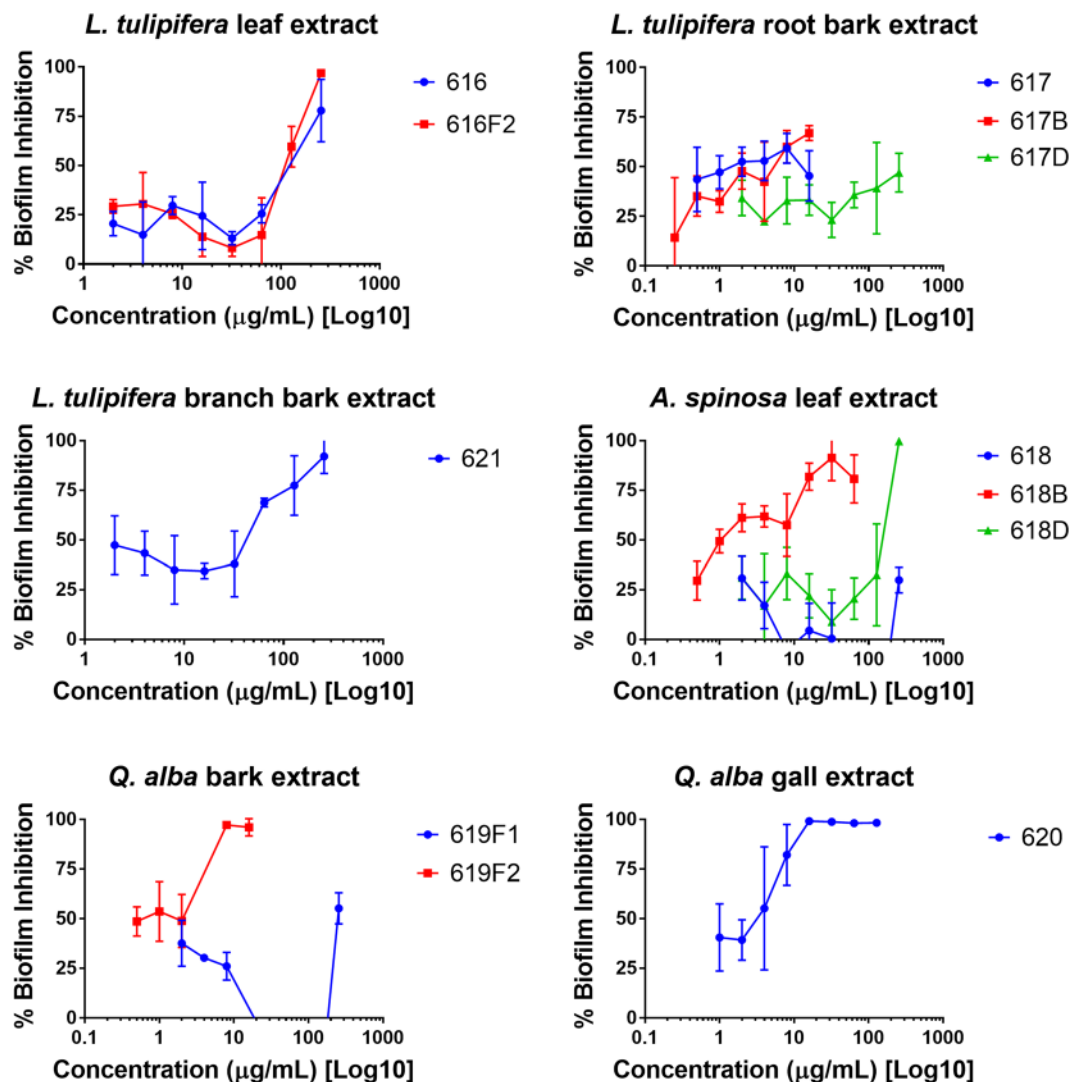 L. tulipifera leaf extract
% Biofilm Inhibition
100
75
50
25
0
1
10
100
1000
Concentration (μg/mL) [Log10]
616
616F2
L. tulipifera root bark extract
% Biofilm Inhibition
100
75
50
25
0
0.1
1
10
100
1000
Concentration (μg/mL) [Log10]
617
617B
617D
L. tulipifera branch bark extract
% Biofilm Inhibition
100
75
50
25
0
1
10
100
1000
Concentration (μg/mL) [Log10]
621
A. spinosa leaf extract
% Biofilm Inhibition
100
75
50
25
0
0.1
1
10
100
1000
Concentration (μg/mL) [Log10]
618
618B
618D
Q. alba bark extract
% Biofilm Inhibition
100
75
50
25
0
0.1
1
10
100
1000
Concentration (μg/mL) [Log10]
619F1
619F2
Q. alba gall extract
% Biofilm Inhibition
100
75
50
25
0
0.1
1
10
100
1000
Concentration (μg/mL) [Log10]
620